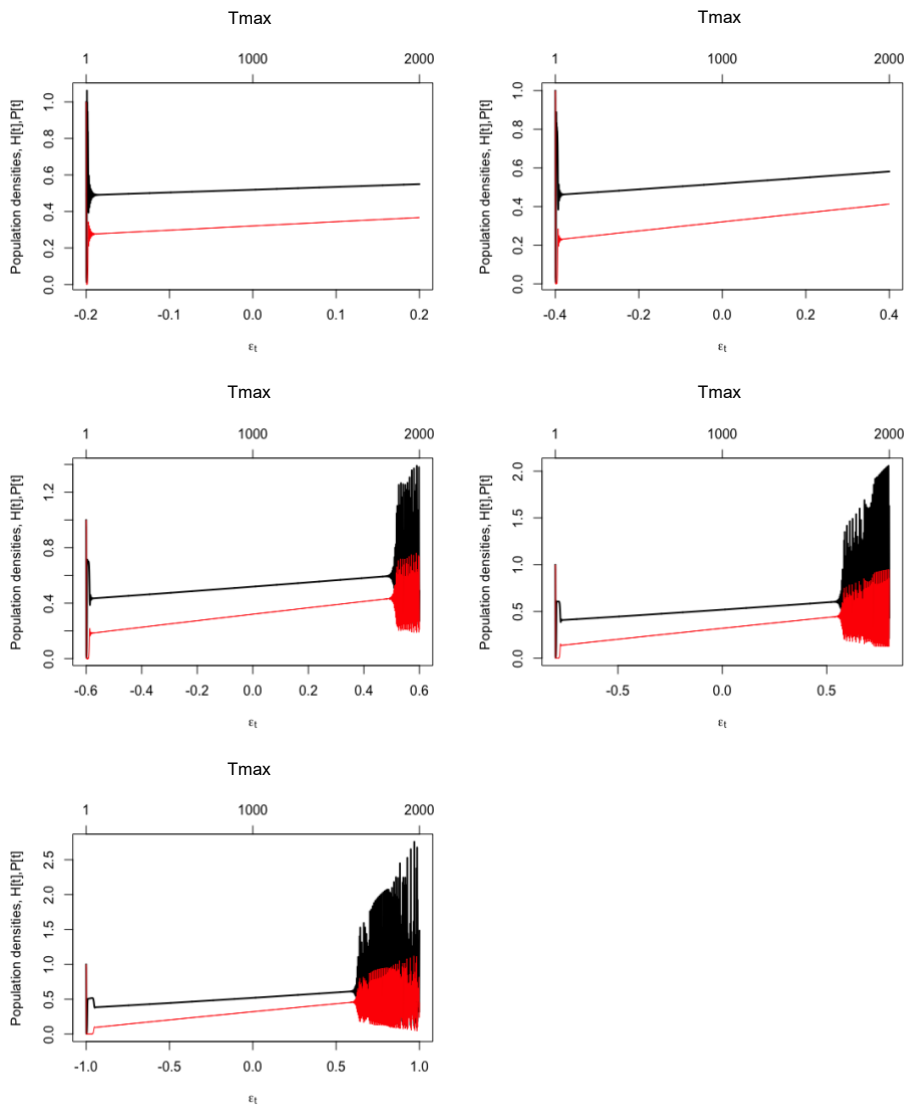 Tmax
1 1000 2000
Population densities, H[t],P[t]
1.0
0.8
0.6
0.4
0.2
0.0
-0.2 -0.1 0.0 0.1 0.2
εt
Tmax
1 1000 2000
Population densities, H[t],P[t]
1.0
0.8
0.6
0.4
0.2
0.0
-0.4 -0.2 0.0 0.2 0.4
εt
Tmax
1 1000 2000
Population densities, H[t],P[t]
1.2
0.8
0.4
0.0
-0.6 -0.4 -0.2 0.0 0.2 0.4 0.6
εt
Tmax
1 1000 2000
Population densities, H[t],P[t]
2.0
1.5
1.0
0.5
0.0
-0.5 0.0 0.5
εt
Tmax
1 1000 2000
Population densities, H[t],P[t]
2.5
2.0
1.5
1.0
0.5
0.0
-1.0 -0.5 0.0 0.5 1.0
εt